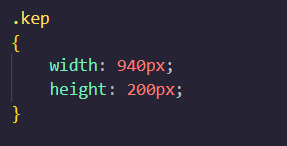 .kep
{
    width: 940px;
    height: 200px;
}